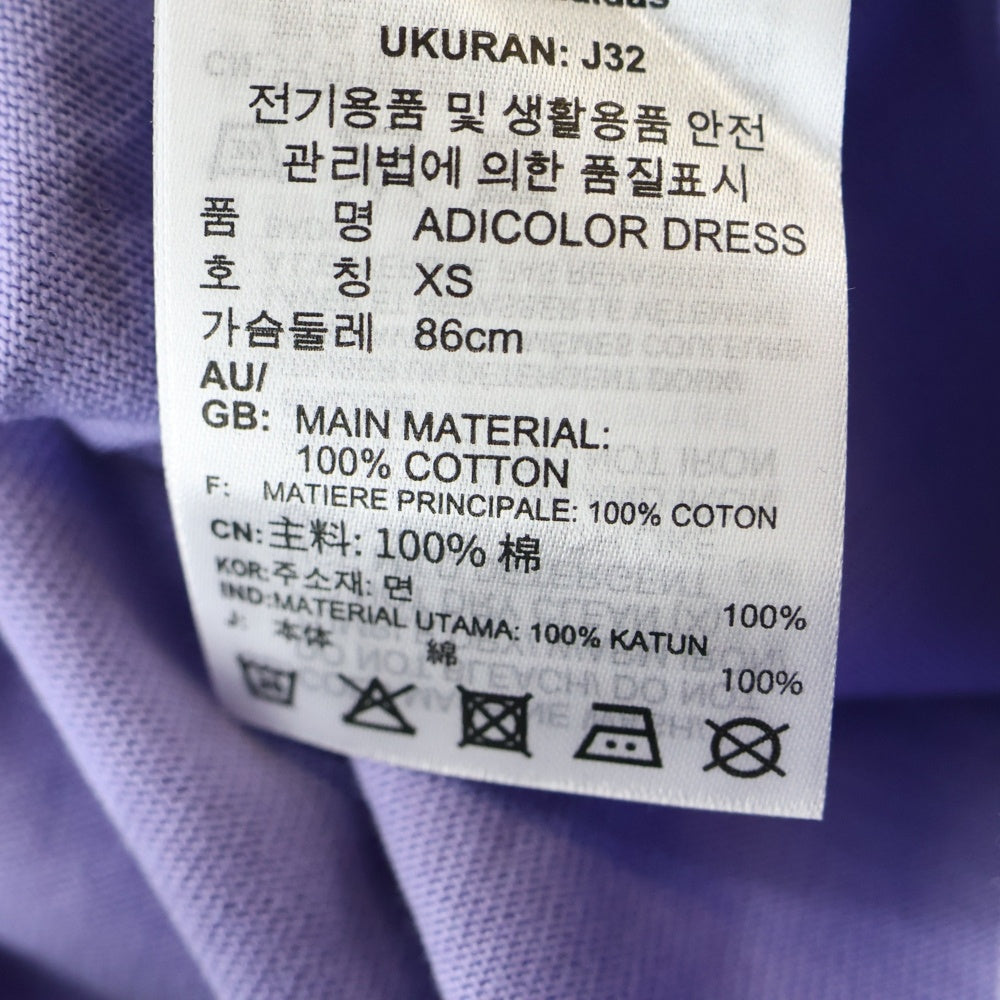 UKURAN: J32
전기용품 및 생활용품 안전
관리법에 의한 품질표시
품 명 ADICOLOR DRESS
호 칭 XS
가슴둘레 86cm
AU/
GB: MAIN MATERIAL:
100% COTTON
F: MATIERE PRINCIPALE: 100% COTON
CN: 主料: 100% 棉
KOR: 주소재: 면 100%
IND: MATERIAL UTAMA: 100% KATUN
J: 本体 綿 100%